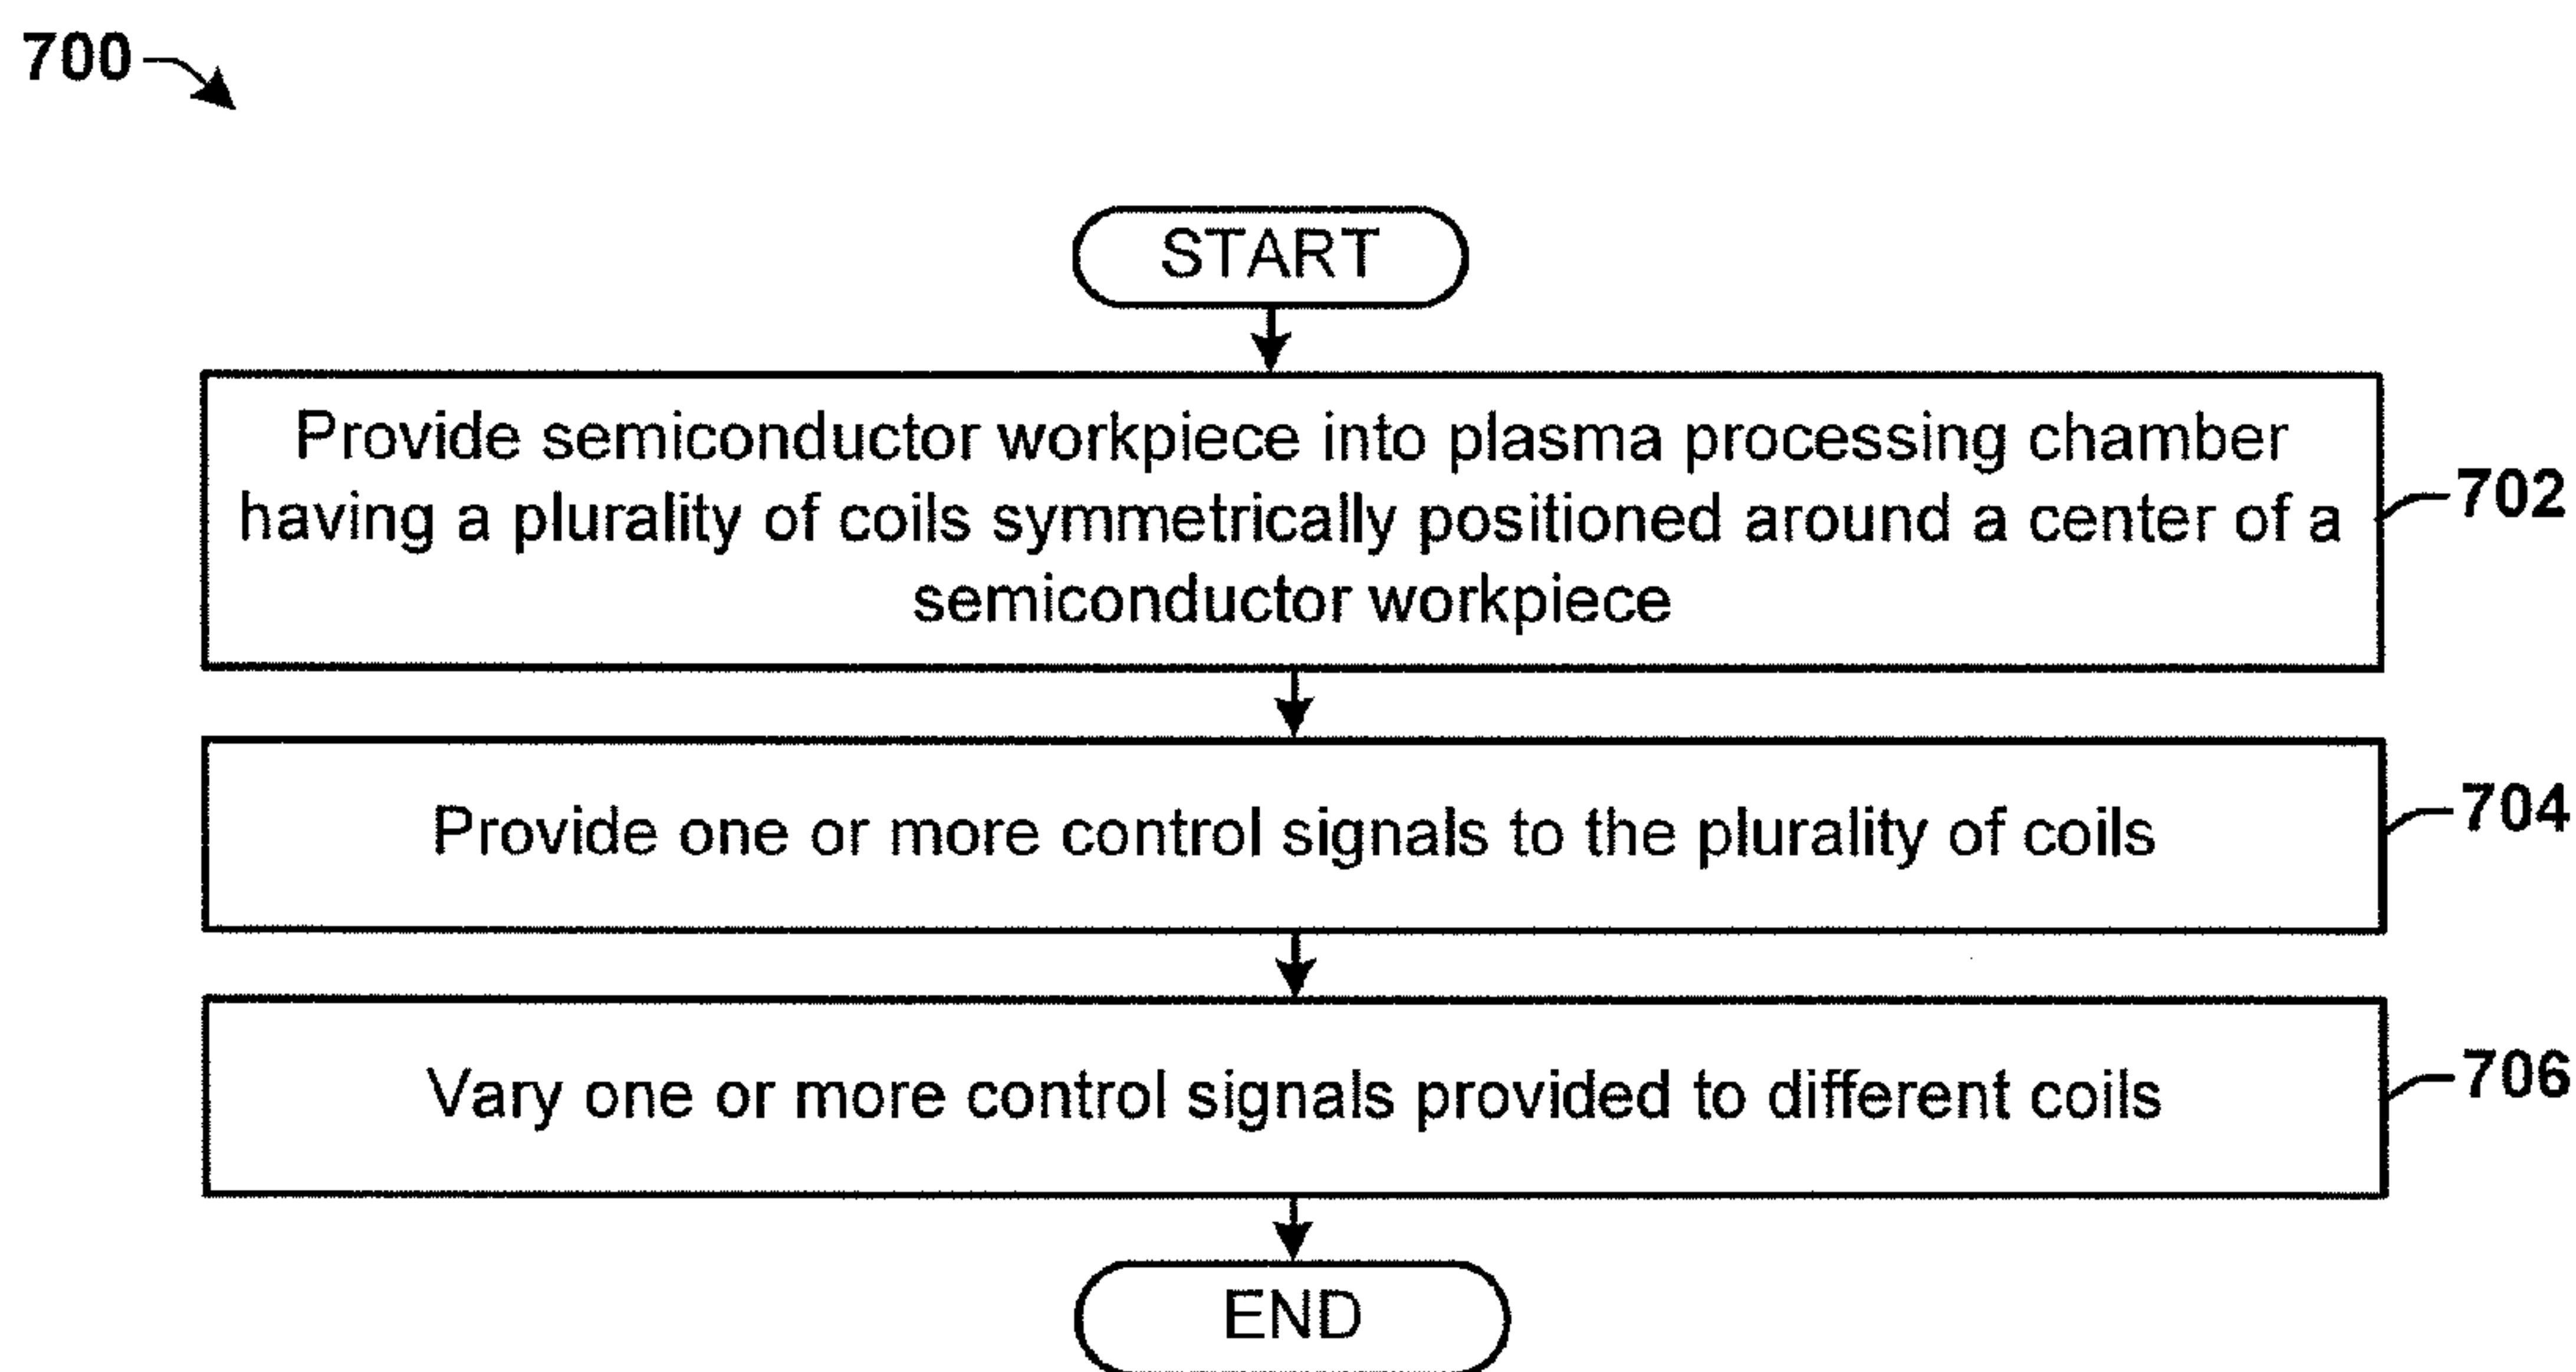 700
START
Provide semiconductor workpiece into plasma processing chamber
having a plurality of coils symmetrically positioned around a center of a
semiconductor workpiece
702
Provide one or more control signals to the plurality of coils
704
Vary one or more control signals provided to different coils
706
END